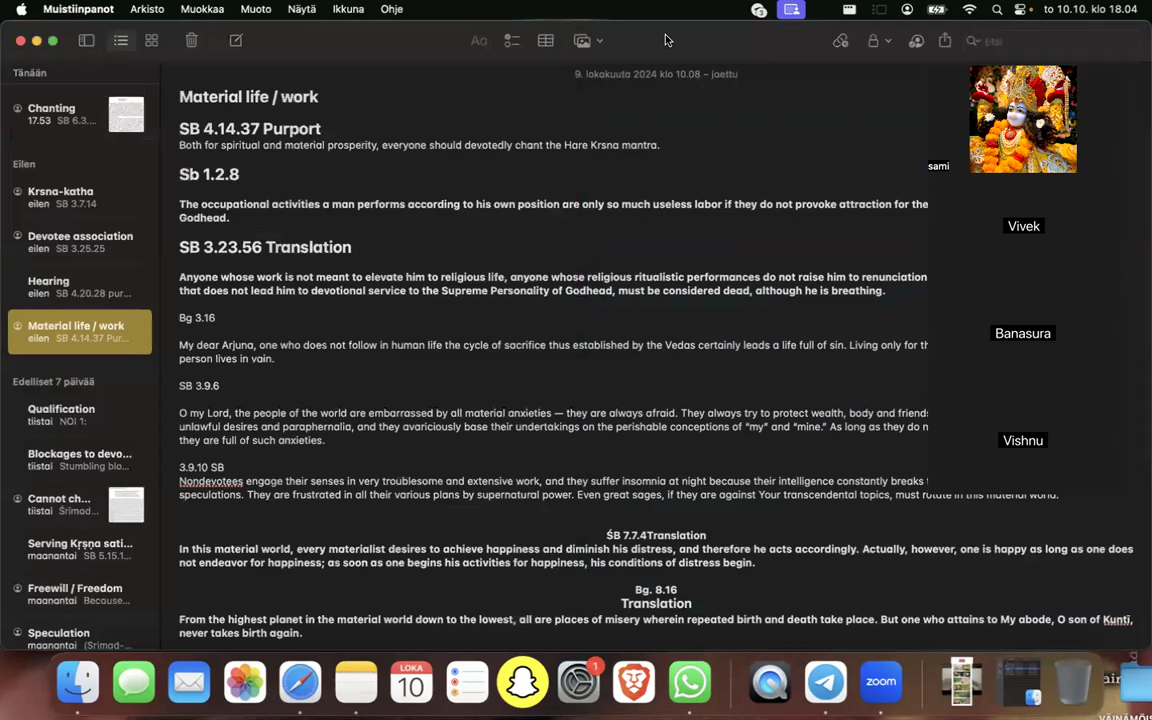 Muistiinpanot Arkisto Muokkaa Muoto Näytä Ikkuna Ohje
3
to 10.10. klo 18.04
Aa
Etsi
Tänään
Chanting
17.53 SB 6.3....
Eilen
Krsna-katha
eilen SB 3.7.14
Devotee association
eilen SB 3.25.25
Hearing
eilen SB 4.20.28 pur...
Material life / work
eilen SB 4.14.37 Pur...
Edelliset 7 päivää
Qualification
tiistai NOI 1:
Blockages to devo...
tiistai Stumbling blo...
Cannot ch...
tiistai Śrīmad...
Serving Kṛṣṇa sati...
maanantai SB 5.15.1...
Freewill / Freedom
maanantai Because...
Speculation
maanantai (Srimad-...
9. lokakuuta 2024 klo 10.08 – jaettu
Material life / work
SB 4.14.37 Purport
Both for spiritual and material prosperity, everyone should devotedly chant the Hare Krsna mantra.
Sb 1.2.8
The occupational activities a man performs according to his own position are only so much useless labor if they do not provoke attraction for the
Godhead.
SB 3.23.56 Translation
Anyone whose work is not meant to elevate him to religious life, anyone whose religious ritualistic performances do not raise him to renunciation
that does not lead him to devotional service to the Supreme Personality of Godhead, must be considered dead, although he is breathing.
Bg 3.16
My dear Arjuna, one who does not follow in human life the cycle of sacrifice thus established by the Vedas certainly leads a life full of sin. Living only for
person lives in vain.
SB 3.9.6
O my Lord, the people of the world are embarrassed by all material anxieties — they are always afraid. They always try to protect wealth, body and friends
unlawful desires and paraphernalia, and they avariciously base their undertakings on the perishable conceptions of “my” and “mine.” As long as they do
they are full of such anxieties.
3.9.10 SB
Nondevotees engage their senses in very troublesome and extensive work, and they suffer insomnia at night because their intelligence constantly breaks
speculations. They are frustrated in all their various plans by supernatural power. Even great sages, if they are against Your transcendental topics, must rotate in this material world.
ŚB 7.7.4Translation
In this material world, every materialist desires to achieve happiness and diminish his distress, and therefore he acts accordingly. Actually, however, one is happy as long as one does
not endeavor for happiness; as soon as one begins his activities for happiness, his conditions of distress begin.
Bg. 8.16
Translation
From the highest planet in the material world down to the lowest, all are places of misery wherein repeated birth and death take place. But one who attains to My abode, O son of Kuntī,
never takes birth again.
sami
Vivek
Banasura
Vishnu
LOKA
10
1
zoom